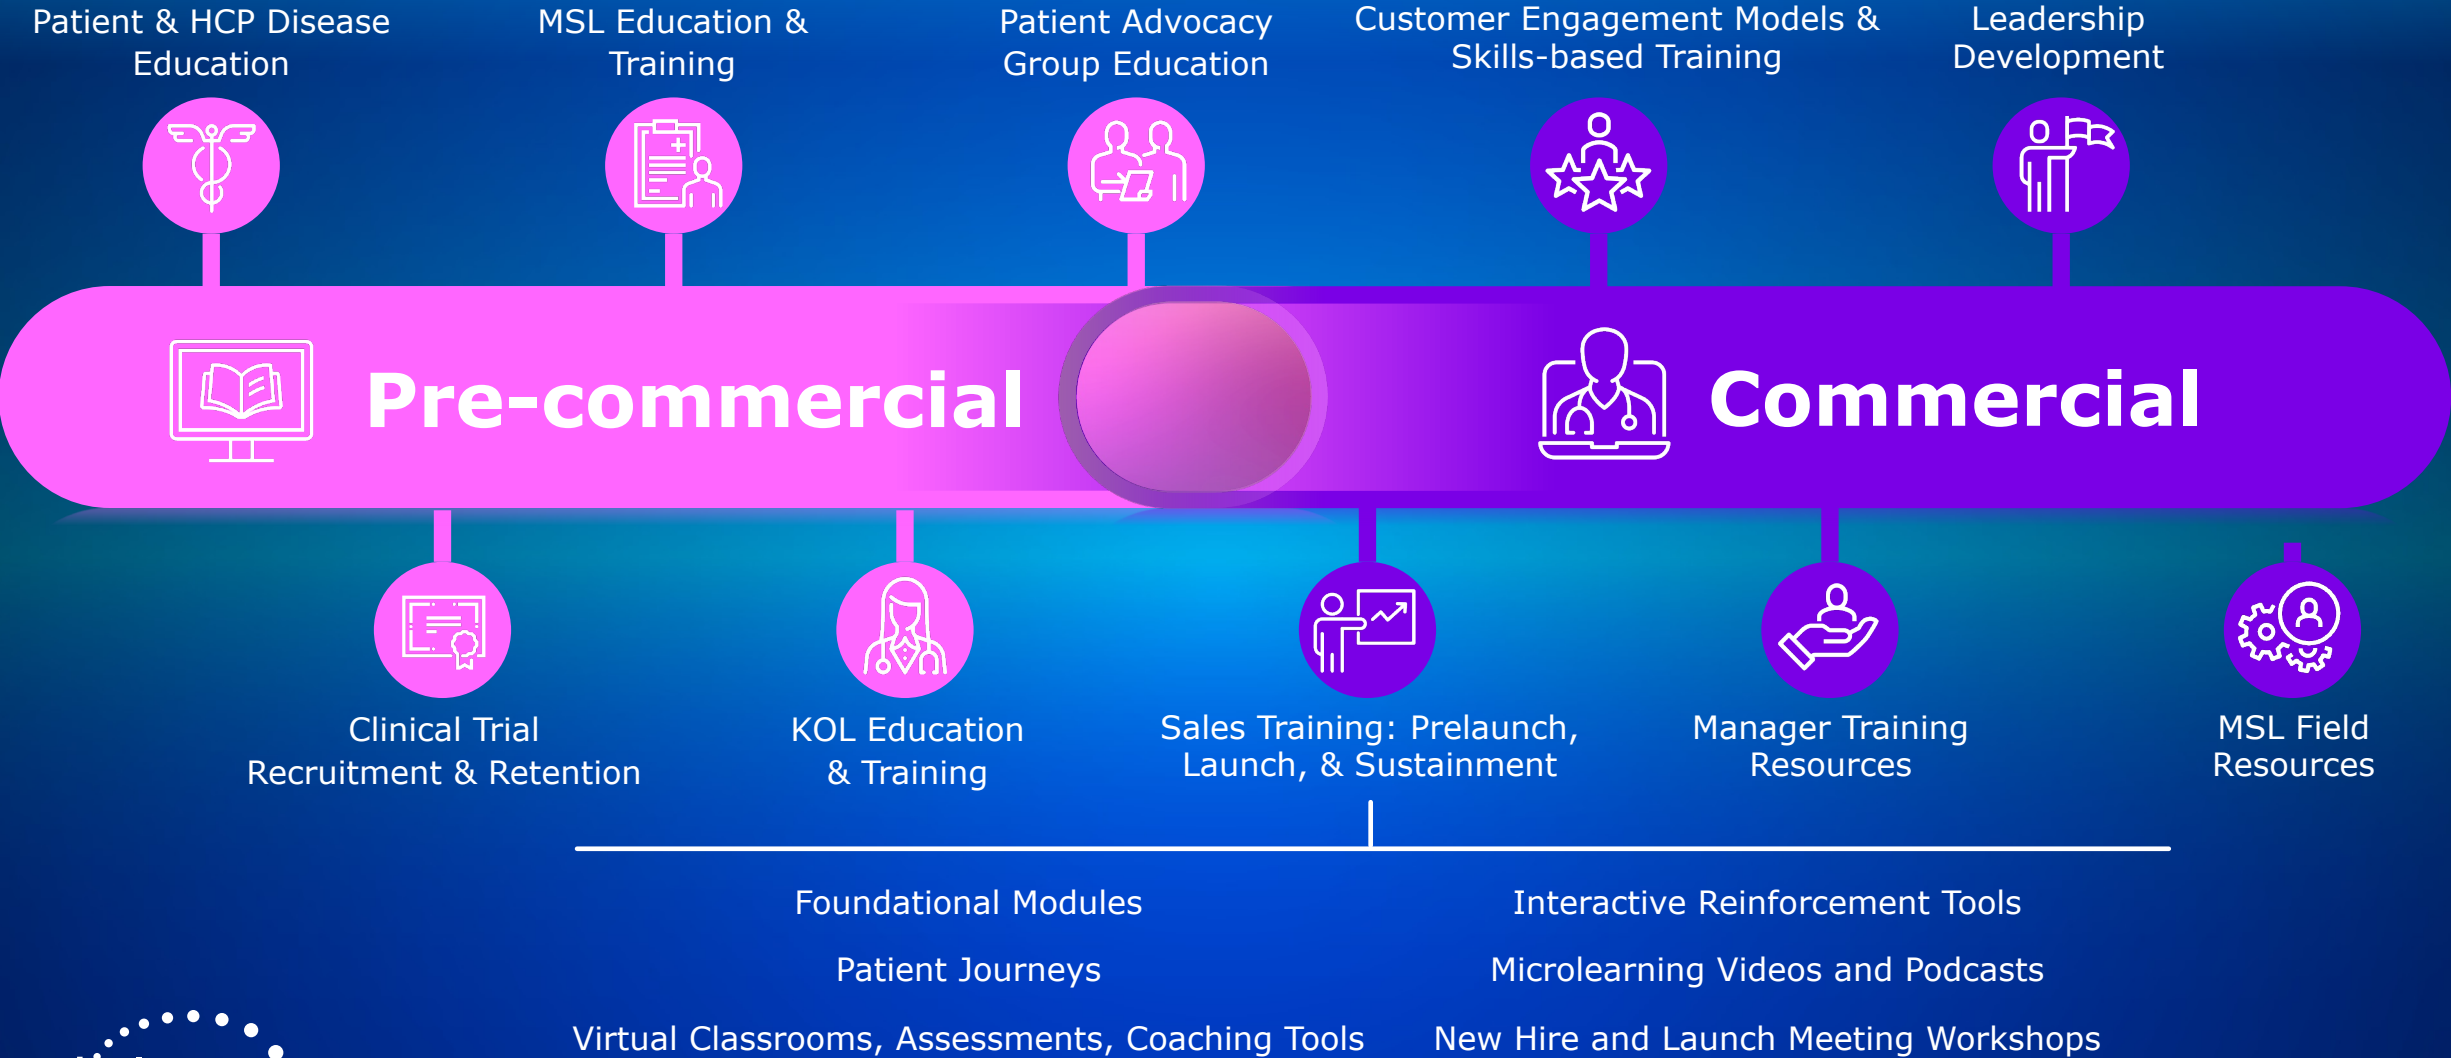 Patient & HCP Disease
Education
MSL Education &
Training
Patient Advocacy
Group Education
Customer Engagement Models &
Skills-based Training
Leadership
Development
Pre-commercial
Commercial
Clinical Trial
Recruitment & Retention
KOL Education
& Training
Sales Training: Prelaunch,
Launch, & Sustainment
Manager Training
Resources
MSL Field
Resources
Foundational Modules
Interactive Reinforcement Tools
Patient Journeys
Microlearning Videos and Podcasts
Virtual Classrooms, Assessments, Coaching Tools
New Hire and Launch Meeting Workshops